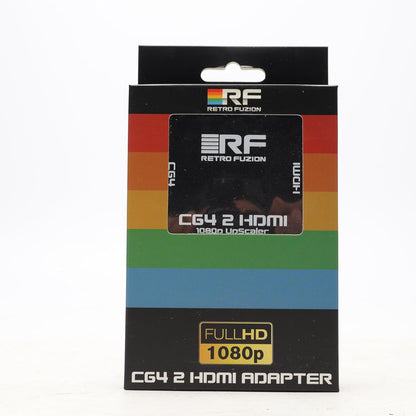 RF
RETRO FUZION
RF
RETRO FUZION
CG4
HDMI
CG4 2 HDMI
1080p UpScaler
FULL HD
1080p
CG4 2 HDMI ADAPTER